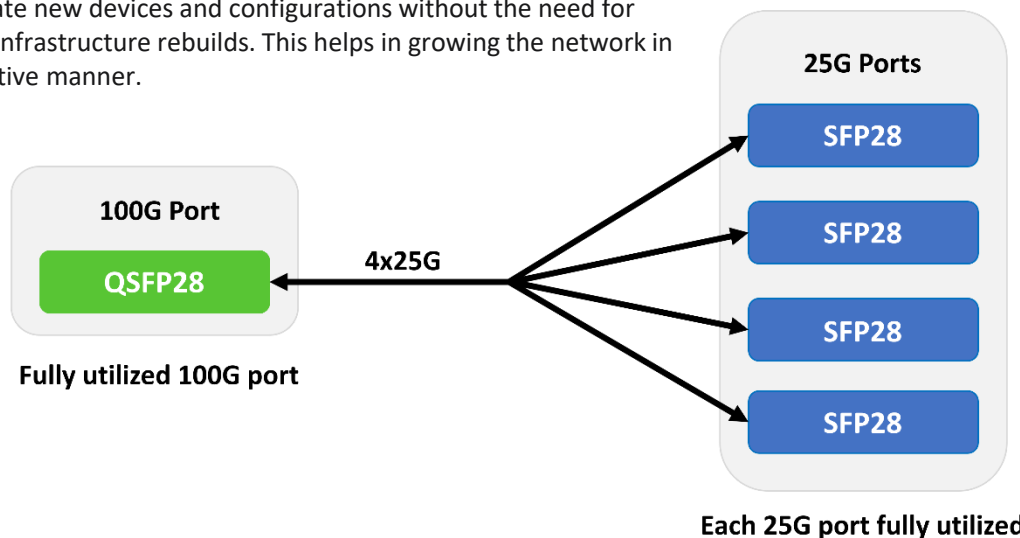 ate new devices and configurations without the need for
nfrastructure rebuilds. This helps in growing the network in
tive manner.
25G Ports
SFP28
100G Port
SFP28
4x25G
QSFP28
SFP28
Fully utilized 100G port
SFP28
Each 25G port fully utilized